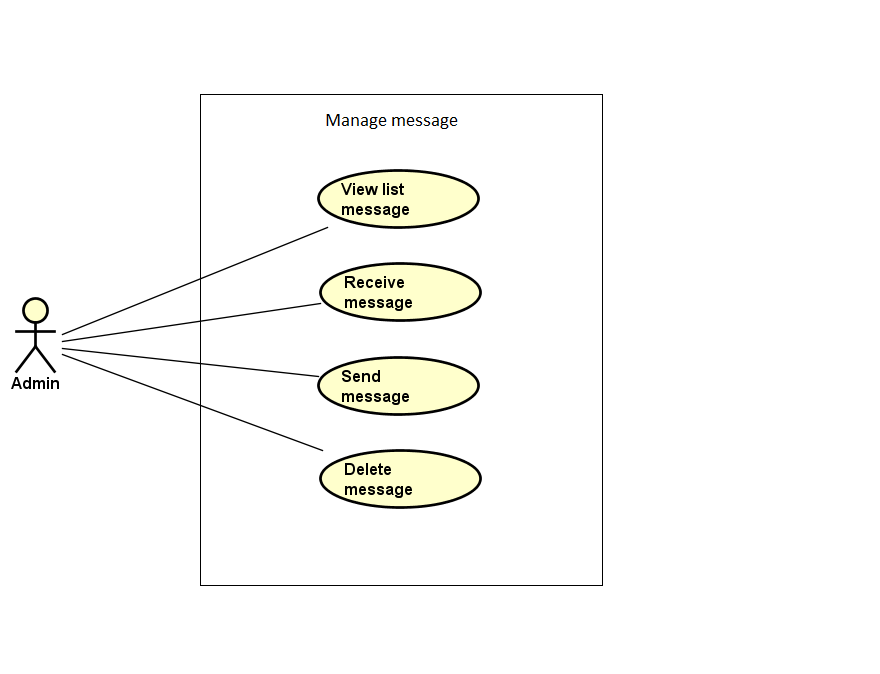 Manage message
View list
message
Receive
message
Send
message
Delete
message
Admin